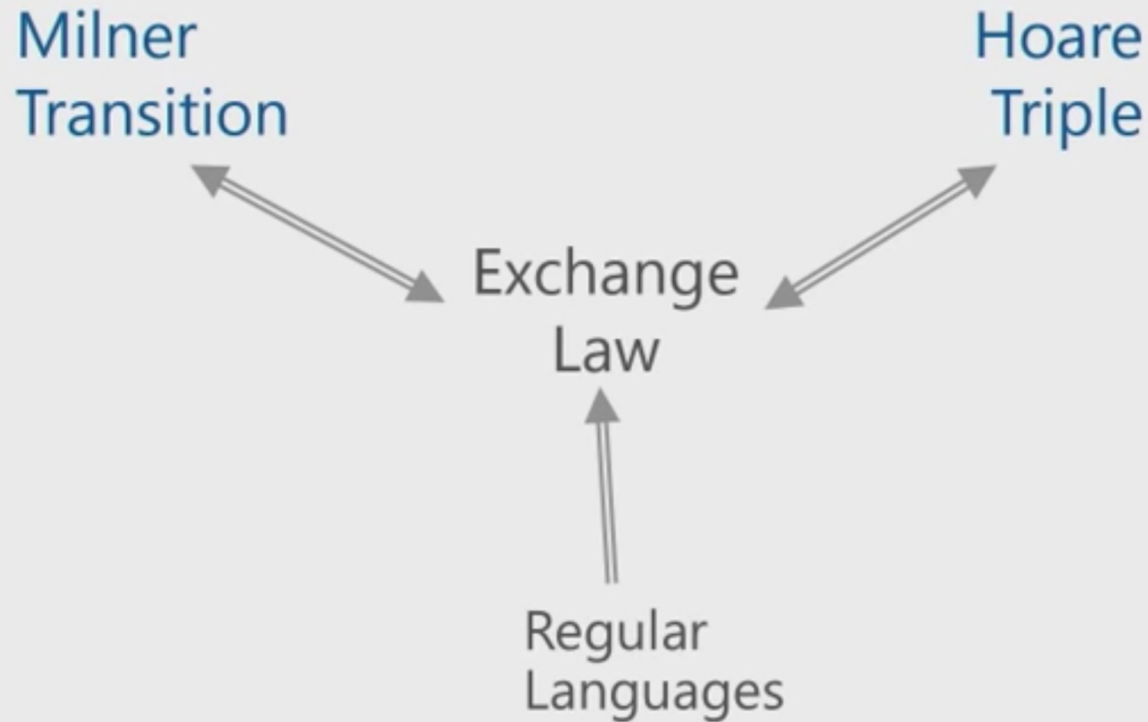 Milner
Transition
Hoare
Triple
Exchange
Law
Regular
Languages